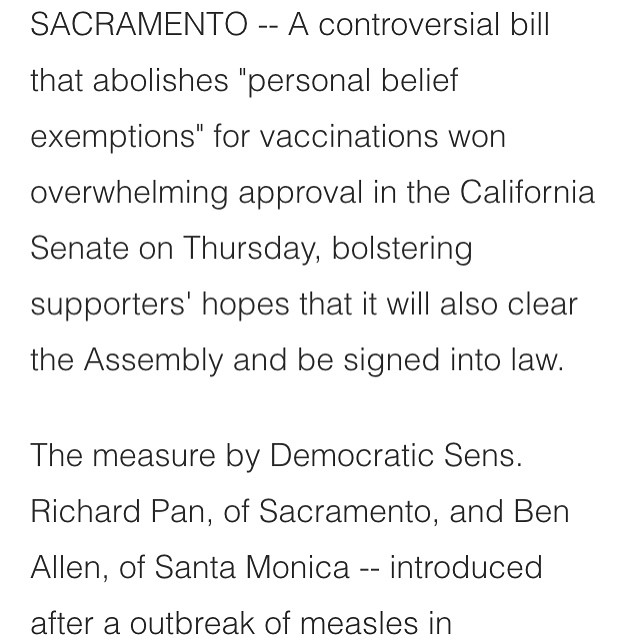 SACRAMENTO -- A controversial bill
that abolishes "personal belief
exemptions" for vaccinations won
overwhelming approval in the California
Senate on Thursday, bolstering
supporters' hopes that it will also clear
the Assembly and be signed into law.
The measure by Democratic Sens.
Richard Pan, of Sacramento, and Ben
Allen, of Santa Monica -- introduced
after a outbreak of measles in